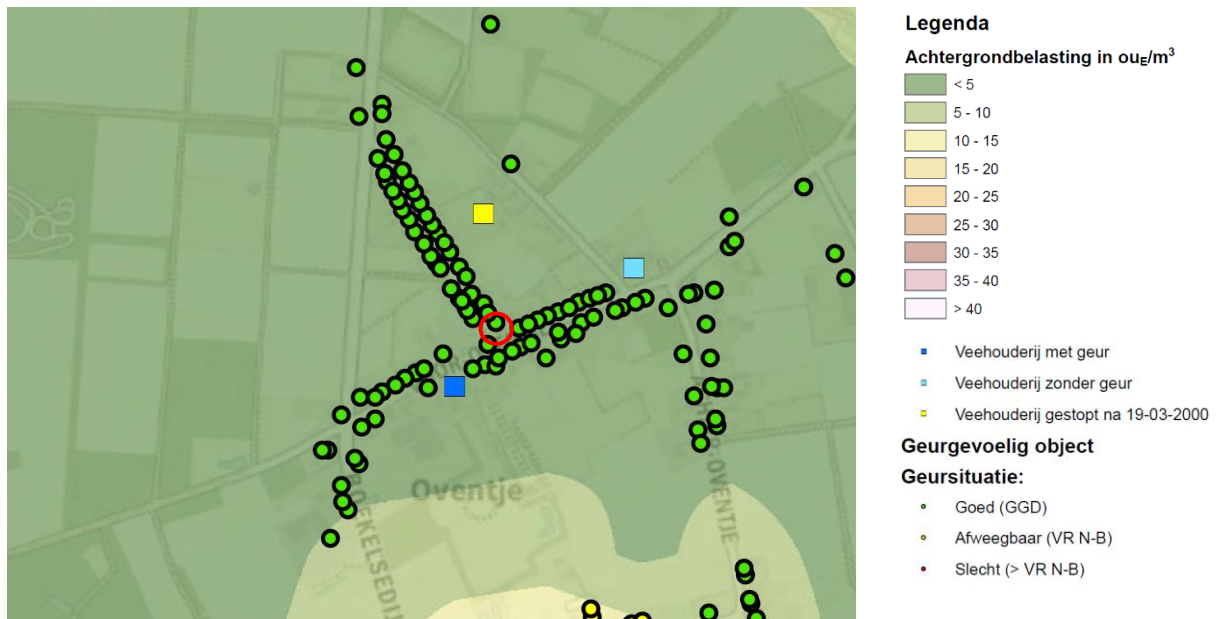 Legenda
Achtergrondbelasting in ouE/m³
< 5
5 - 10
10 - 15
15 - 20
20 - 25
25 - 30
30 - 35
35 - 40
> 40
Veehouderij met geur
Veehouderij zonder geur
Veehouderij gestopt na 19-03-2000
Geurgevoelig object
Geursituatie:
Goed (GGD)
Afweegbaar (VR N-B)
Slecht (> VR N-B)
Oventje